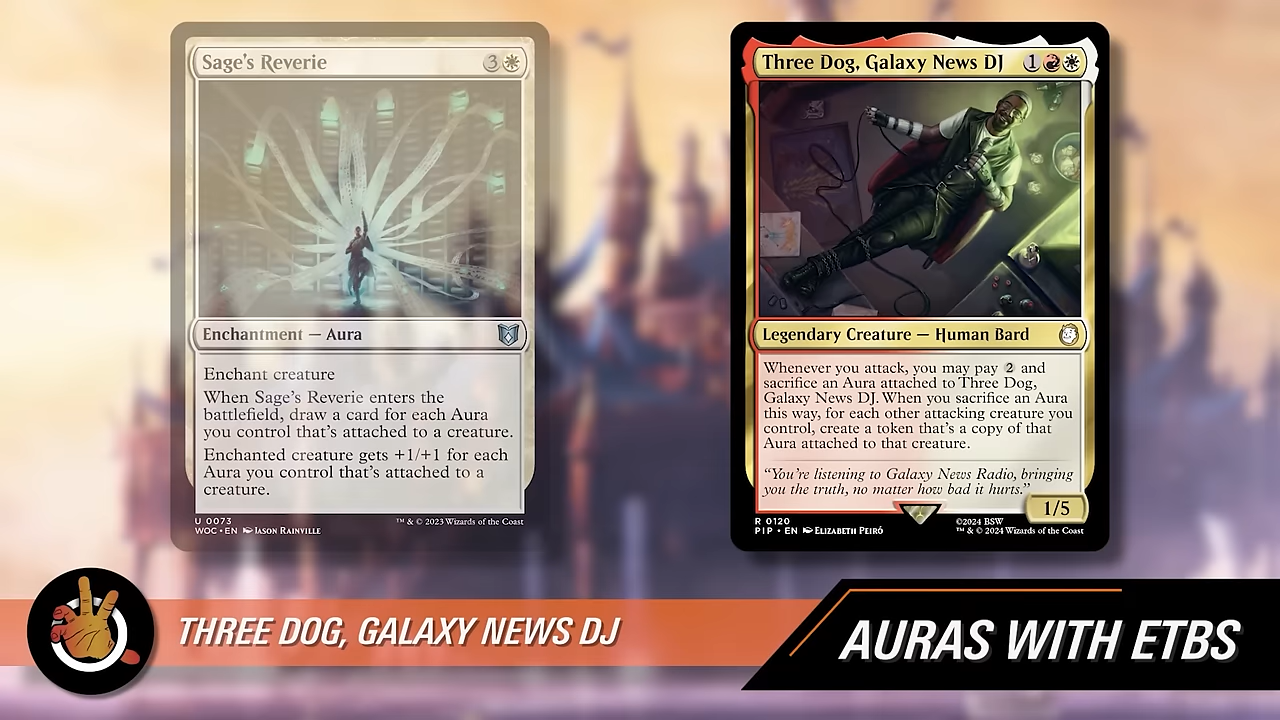 Sage's Reverie
3
Enchantment — Aura
Enchant creature
When Sage's Reverie enters the
battlefield, draw a card for each Aura
you control that's attached to a creature.
Enchanted creature gets +1/+1 for each
Aura you control that's attached to a
creature.
U 0073
WOC • EN JASON RAINVILLE
™ & © 2023 Wizards of the Coast
Three Dog, Galaxy News DJ
1
Legendary Creature — Human Bard
Whenever you attack, you may pay 2 and
sacrifice an Aura attached to Three Dog,
Galaxy News DJ. When you sacrifice an Aura
this way, for each other attacking creature you
control, create a token that's a copy of that
Aura attached to that creature.
"You're listening to Galaxy News Radio, bringing
you the truth, no matter how bad it hurts."
1/5
R 0120
PIP • EN ELIZABETH PEIRÓ
©2024 BSW
™ & © 2024 Wizards of the Coast
THREE DOG, GALAXY NEWS DJ
AURAS WITH ETBS